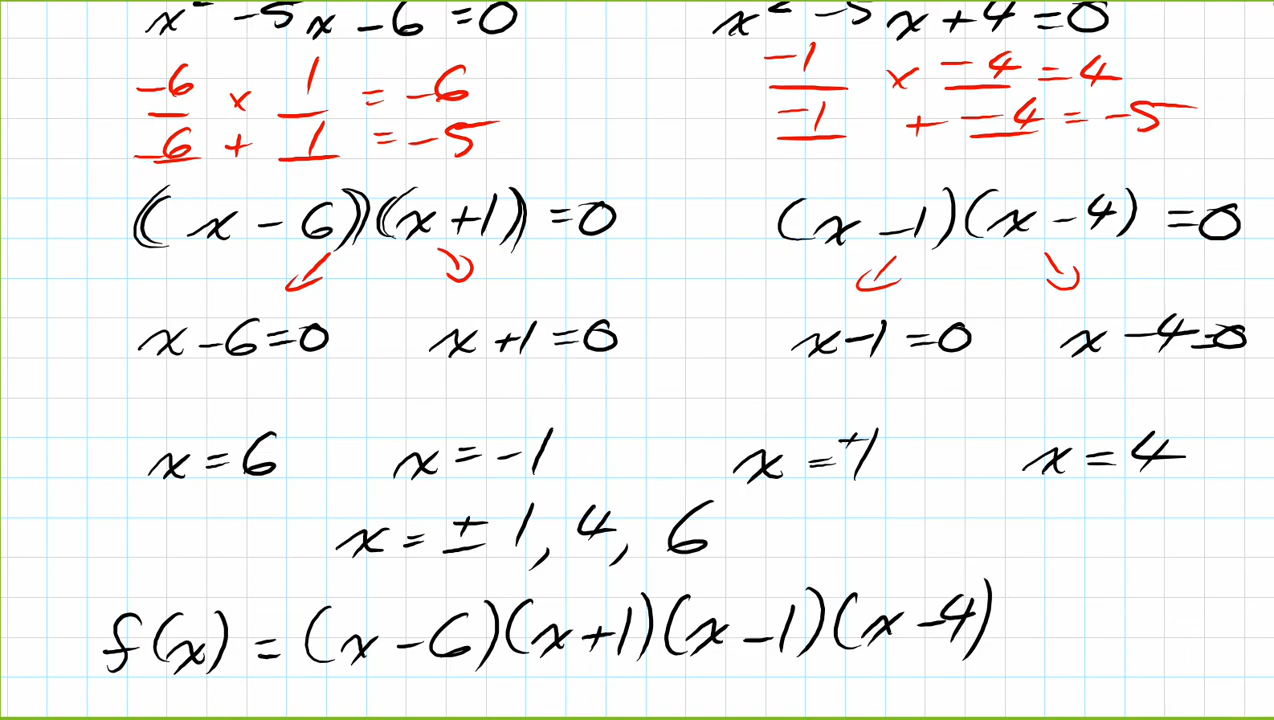 x² -5x -6 =0
x² -5x +4 =0
-6 × 1 = -6
-6 + 1 = -5
-1 × -4 = 4
-1 + -4 = -5
(x - 6)(x +1) =0
(x -1)(x -4) =0
x -6 =0 x +1 =0 x -1 =0 x -4 =0
x = 6 x = -1 x = +1 x = 4
x = ± 1, 4, 6
f(x) = (x -6)(x+1)(x -1)(x -4)